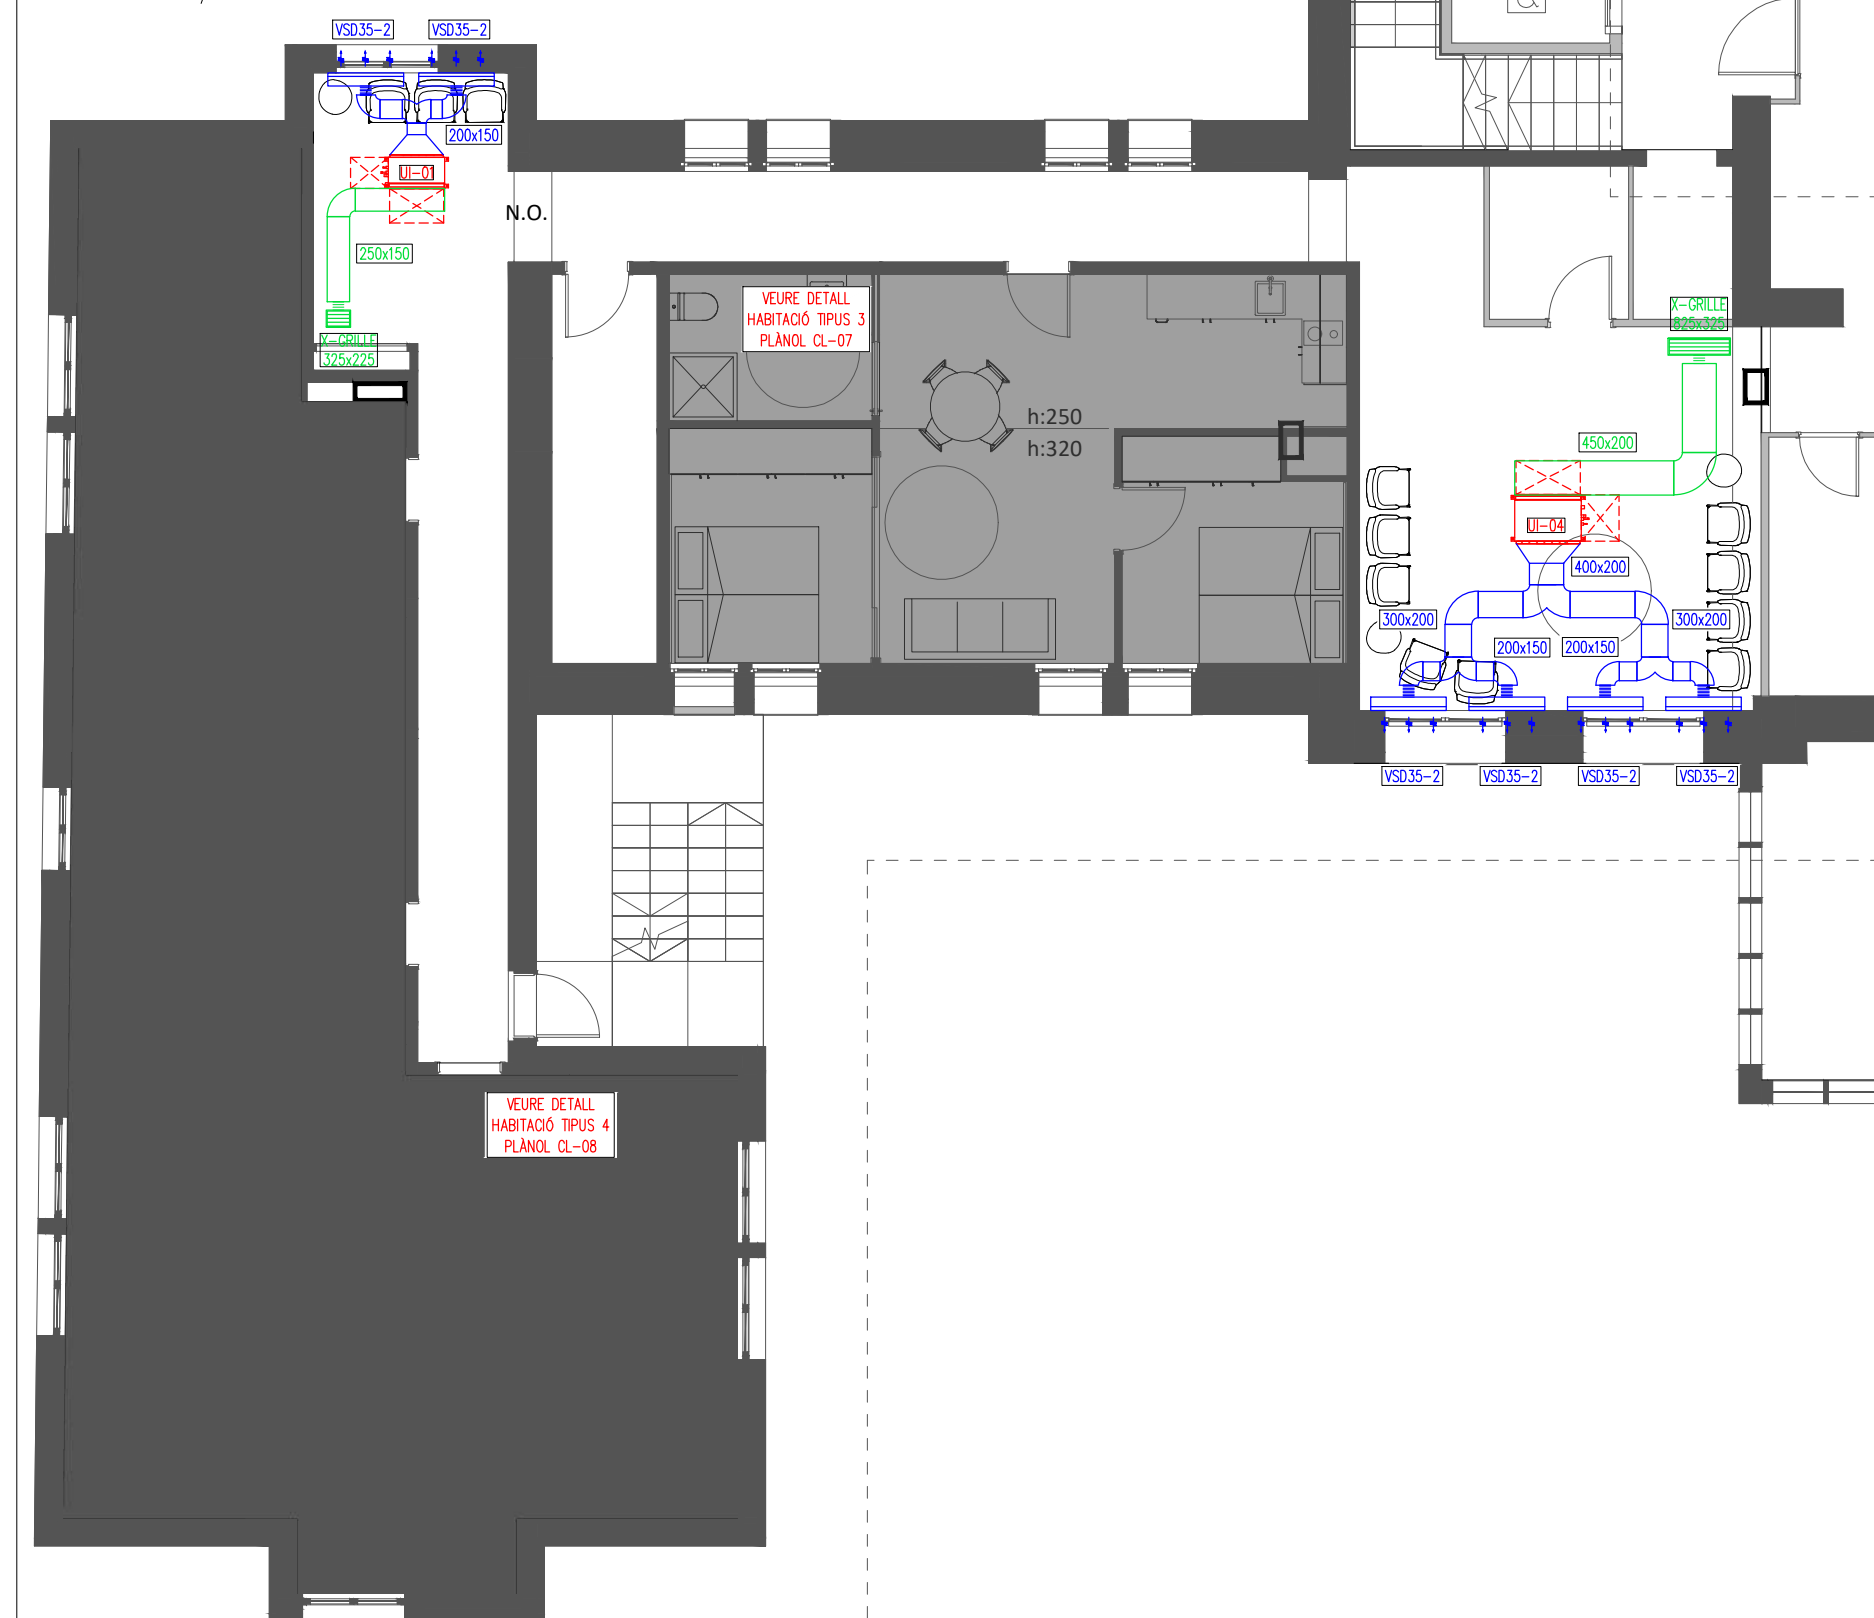 VSD35-2
VSD35-2
200x150
UI-01
N.O.
250x150
X-GRILLE
325x225
VEURE DETALL
HABITACIÓ TIPUS 3
PLÀNOL CL-07
h:250
h:320
X-GRILLE
825x325
450x200
UI-04
400x200
300x200
300x200
200x150
200x150
VSD35-2
VSD35-2
VSD35-2
VSD35-2
VEURE DETALL
HABITACIÓ TIPUS 4
PLÀNOL CL-08